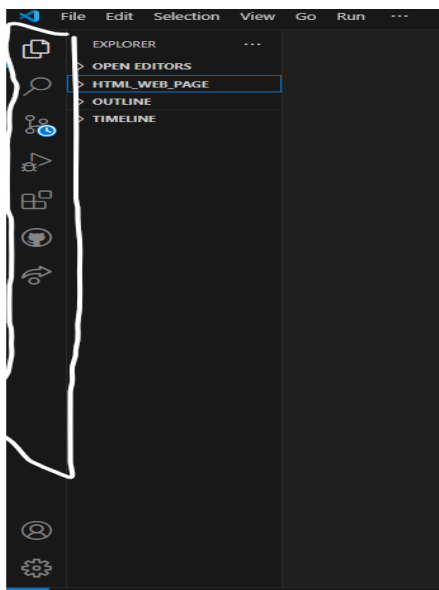 File Edit Selection View Go Run ···
EXPLORER ···
> OPEN EDITORS
> HTML_WEB_PAGE
> OUTLINE
> TIMELINE